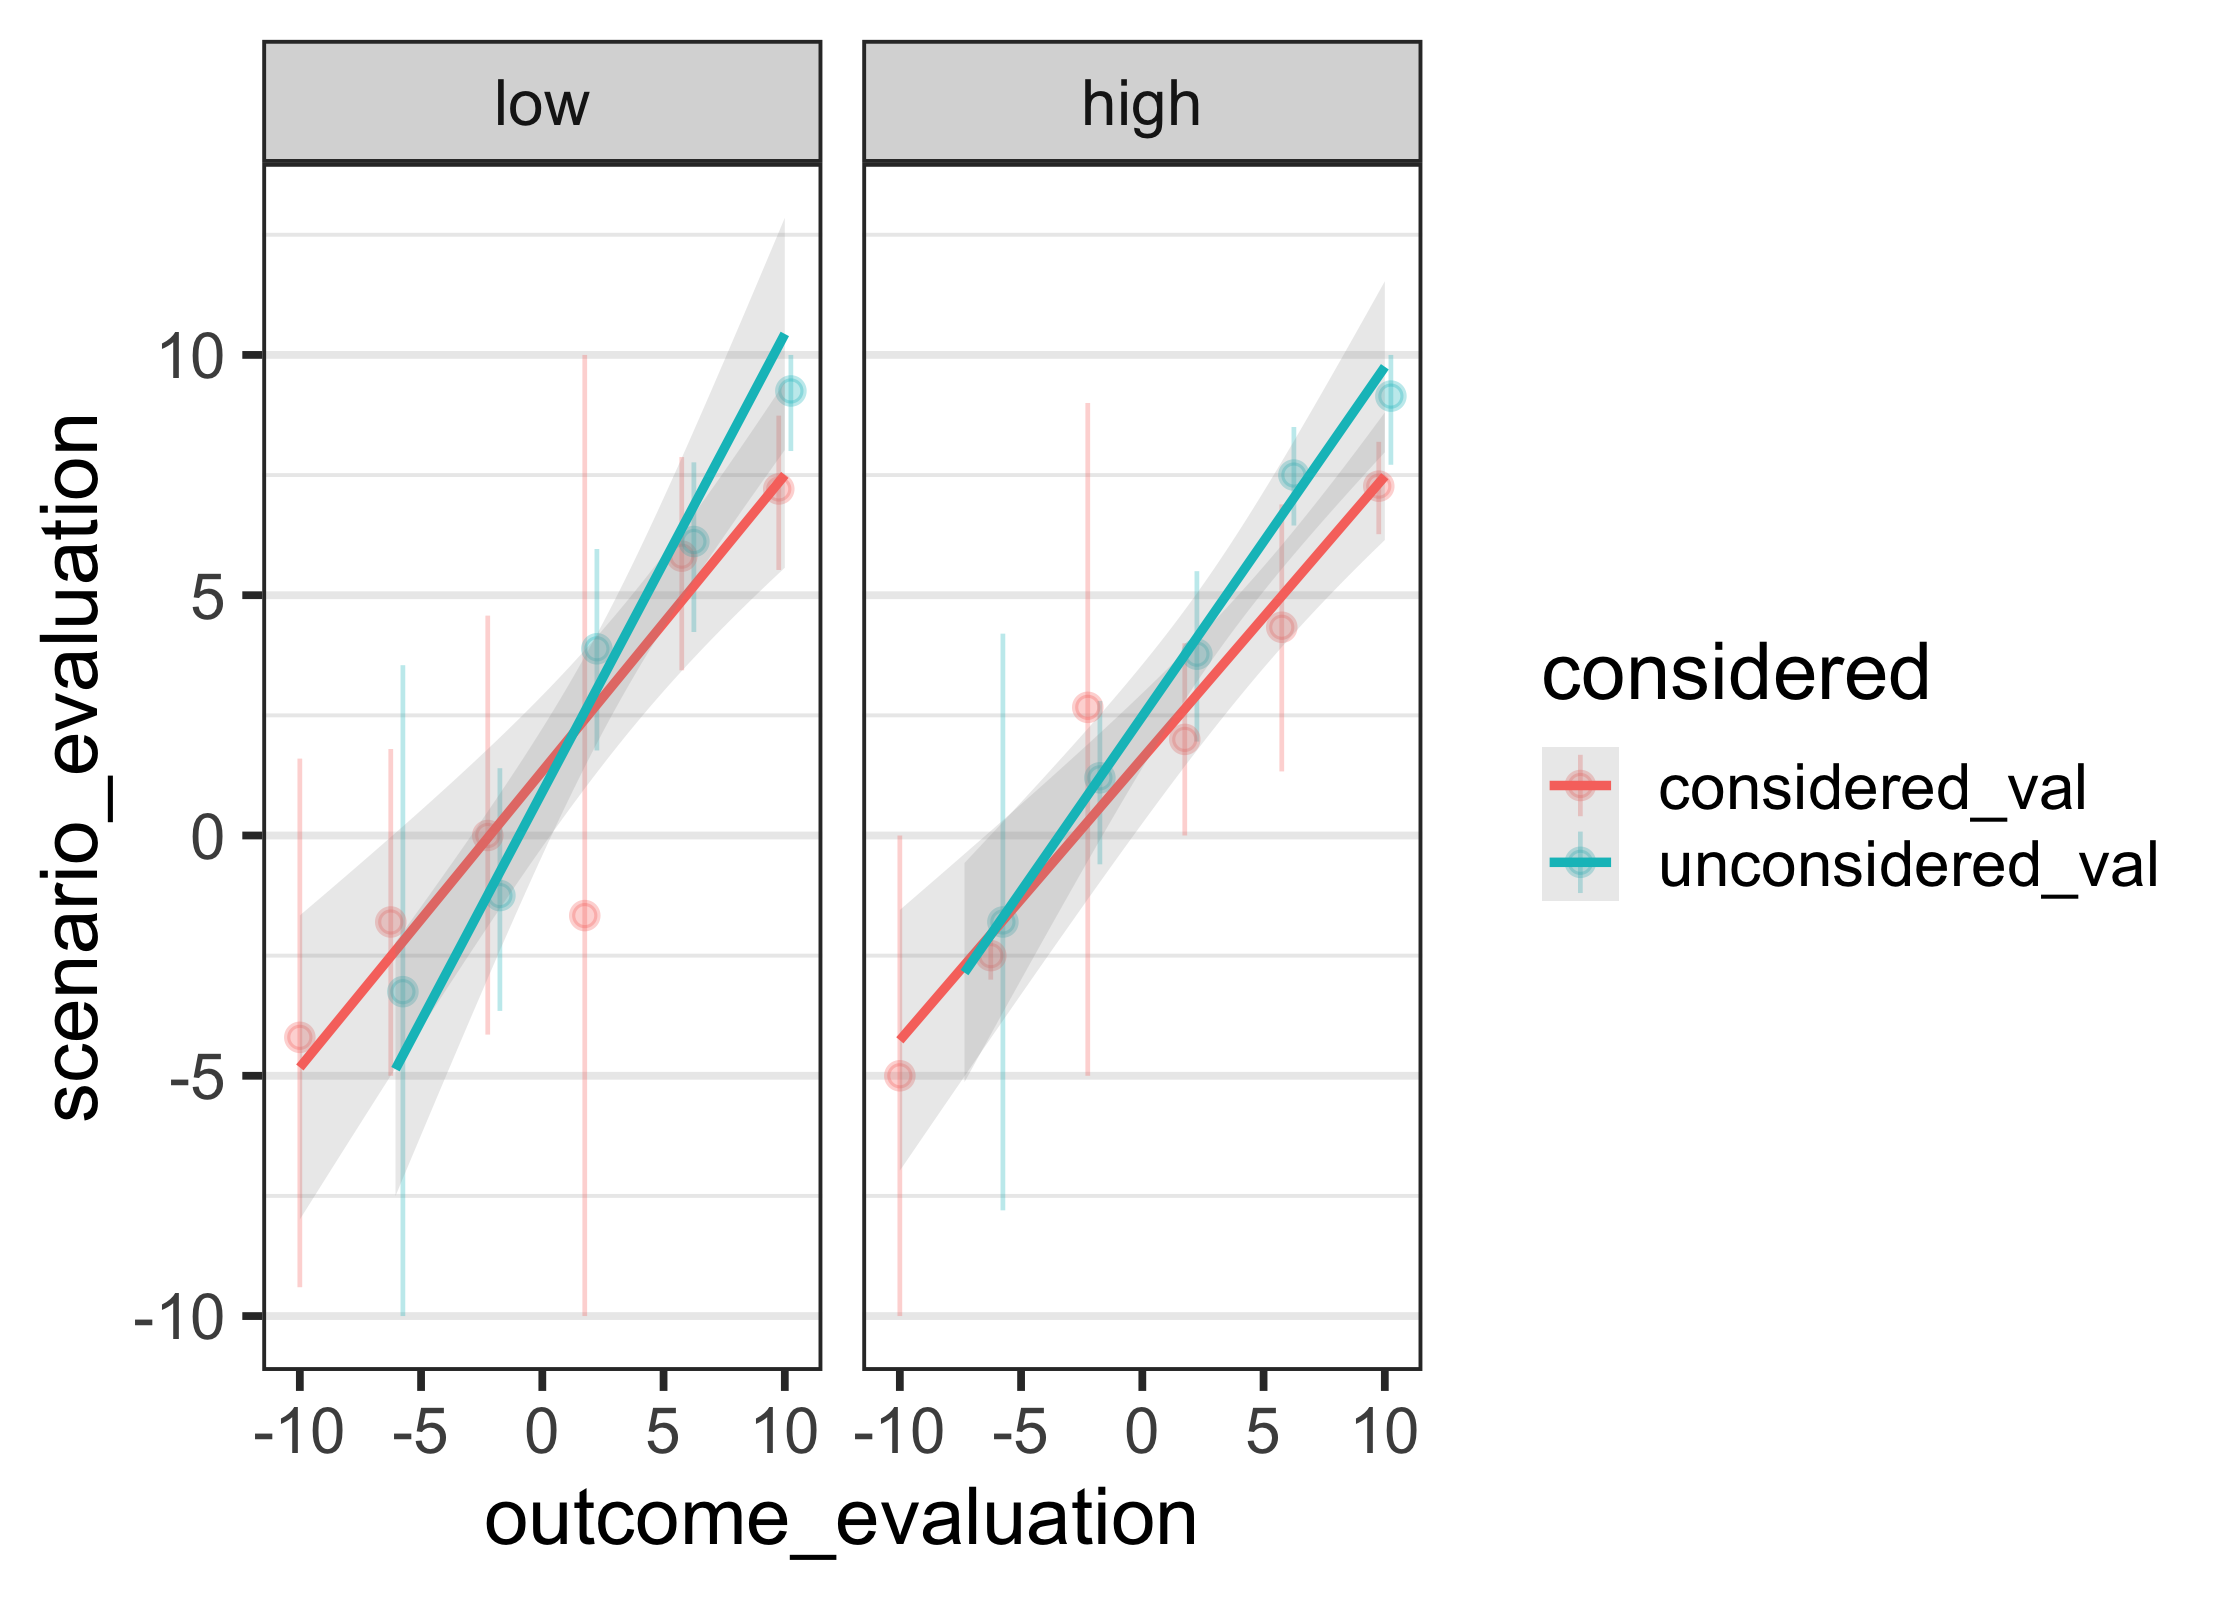 low
high
scenario_evaluation
10
5
0
-5
-10
-10 -5 0 5 10
-10 -5 0 5 10
outcome_evaluation
considered
considered_val
unconsidered_val